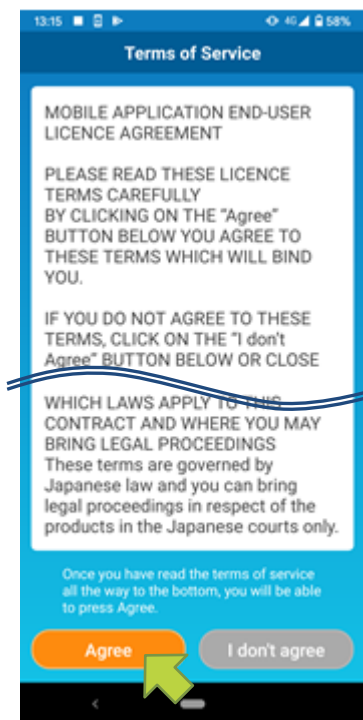 13:15 4G 58%
Terms of Service
MOBILE APPLICATION END-USER
LICENCE AGREEMENT
PLEASE READ THESE LICENCE
TERMS CAREFULLY
BY CLICKING ON THE "Agree"
BUTTON BELOW YOU AGREE TO
THESE TERMS WHICH WILL BIND
YOU.
IF YOU DO NOT AGREE TO THESE
TERMS, CLICK ON THE "I don't
Agree" BUTTON BELOW OR CLOSE
WHICH LAWS APPLY TO THIS
CONTRACT AND WHERE YOU MAY
BRING LEGAL PROCEEDINGS
These terms are governed by
Japanese law and you can bring
legal proceedings in respect of the
products in the Japanese courts only.
Once you have read the terms of service
all the way to the bottom, you will be able
to press Agree.
Agree I don't agree